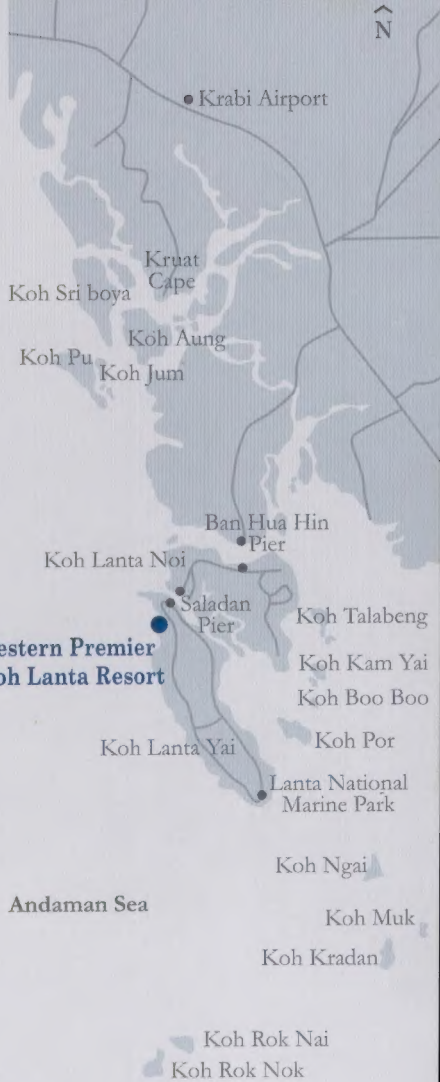 N
Krabi Airport
Kruat
Cape
Koh Sri boya
Koh Aung
Koh Pu
Koh Jum
Ban Hua Hin
Pier
Koh Lanta Noi
Saladan
Pier
Koh Talabeng
estern Premier
oh Lanta Resort
Koh Kam Yai
Koh Boo Boo
Koh Lanta Yai
Koh Por
Lanta National
Marine Park
Koh Ngai
Andaman Sea
Koh Muk
Koh Kradan
Koh Rok Nai
Koh Rok Nok